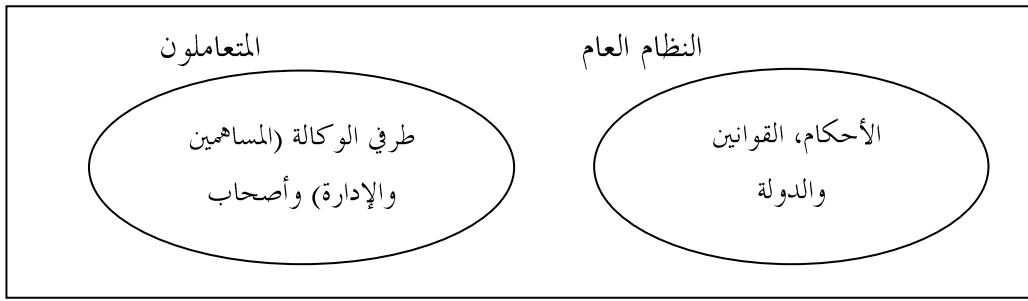 النظام العام
الأحكام، القوانين
والدولة
المتعاملون
طرفي الوكالة (المساهمين
والإدارة) وأصحاب